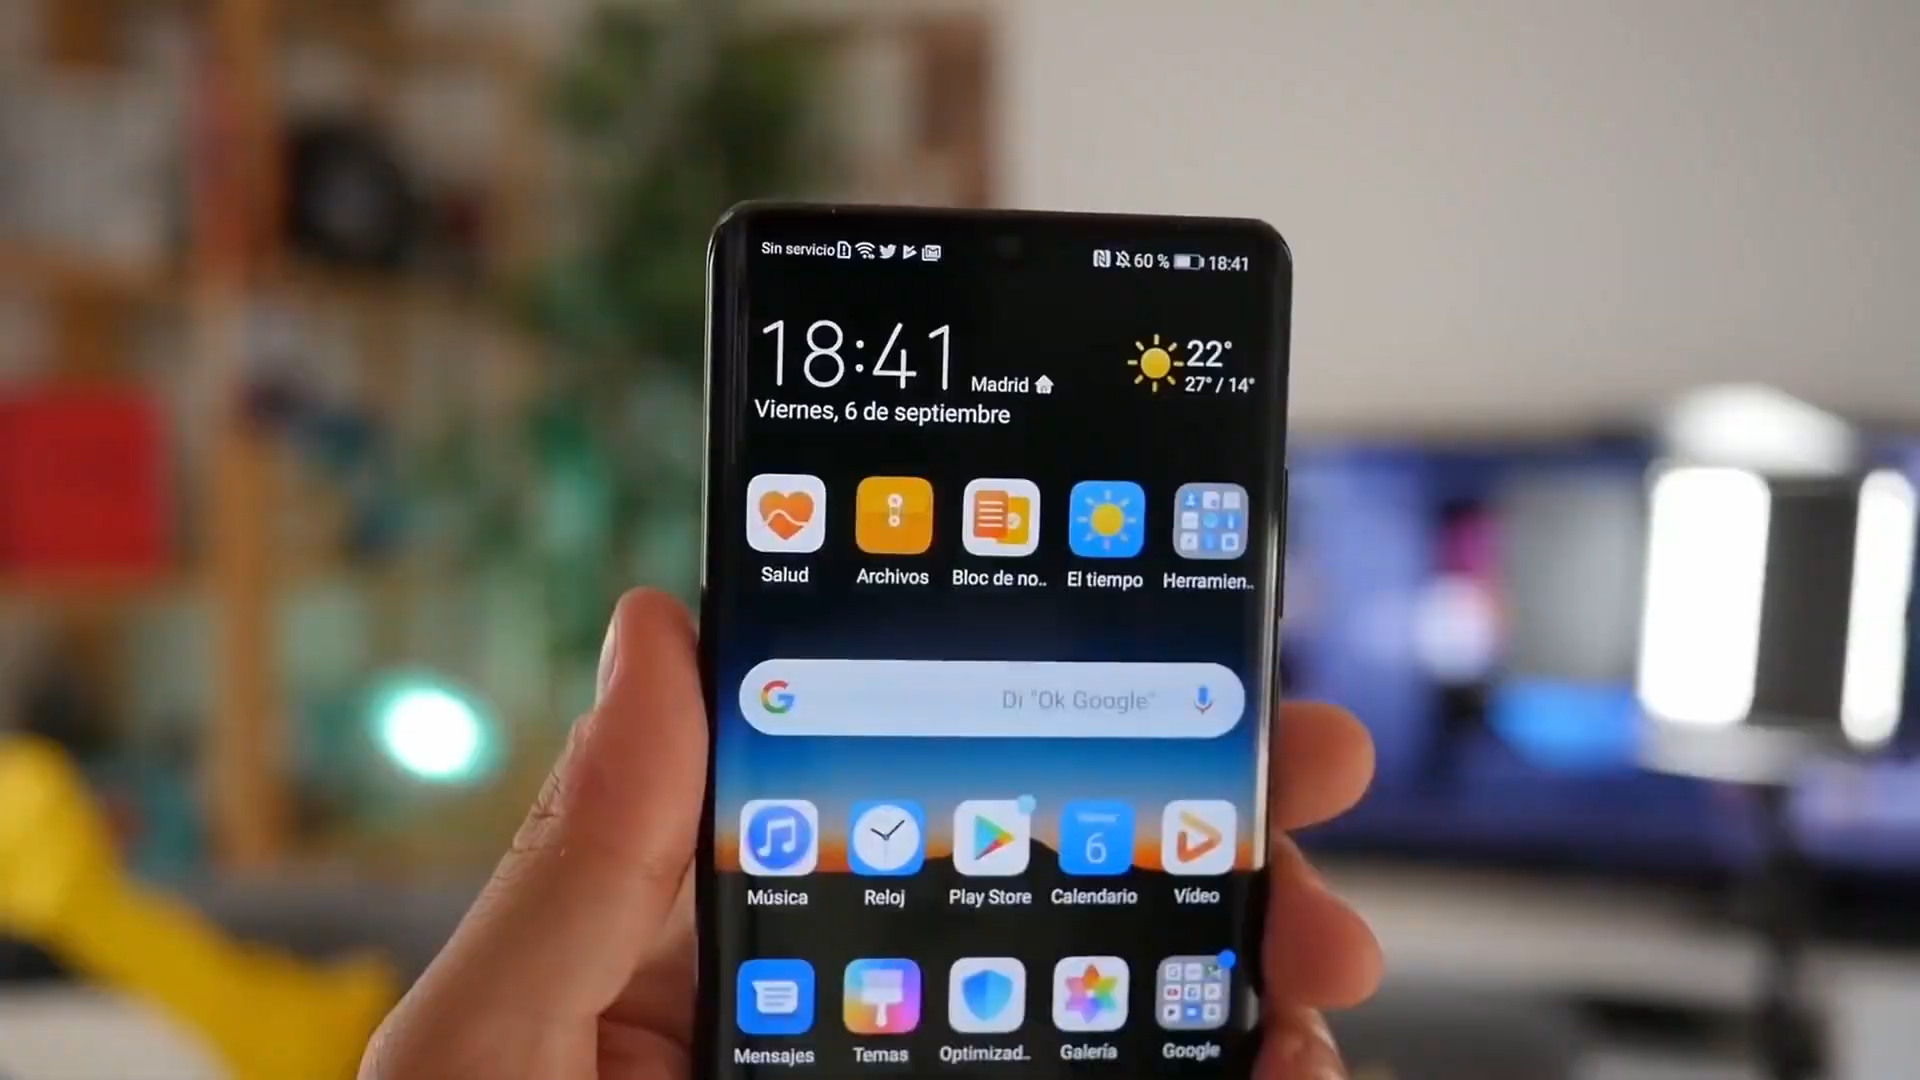 Sin servicio
60 % 18:41
18:41
Madrid
22°
27° / 14°
Viernes, 6 de septiembre
Salud
Archivos
Bloc de no..
El tiempo
Herramien..
Di "Ok Google"
6
Música
Reloj
Play Store
Calendario
Vídeo
Mensajes
Temas
Optimizad..
Galería
Google